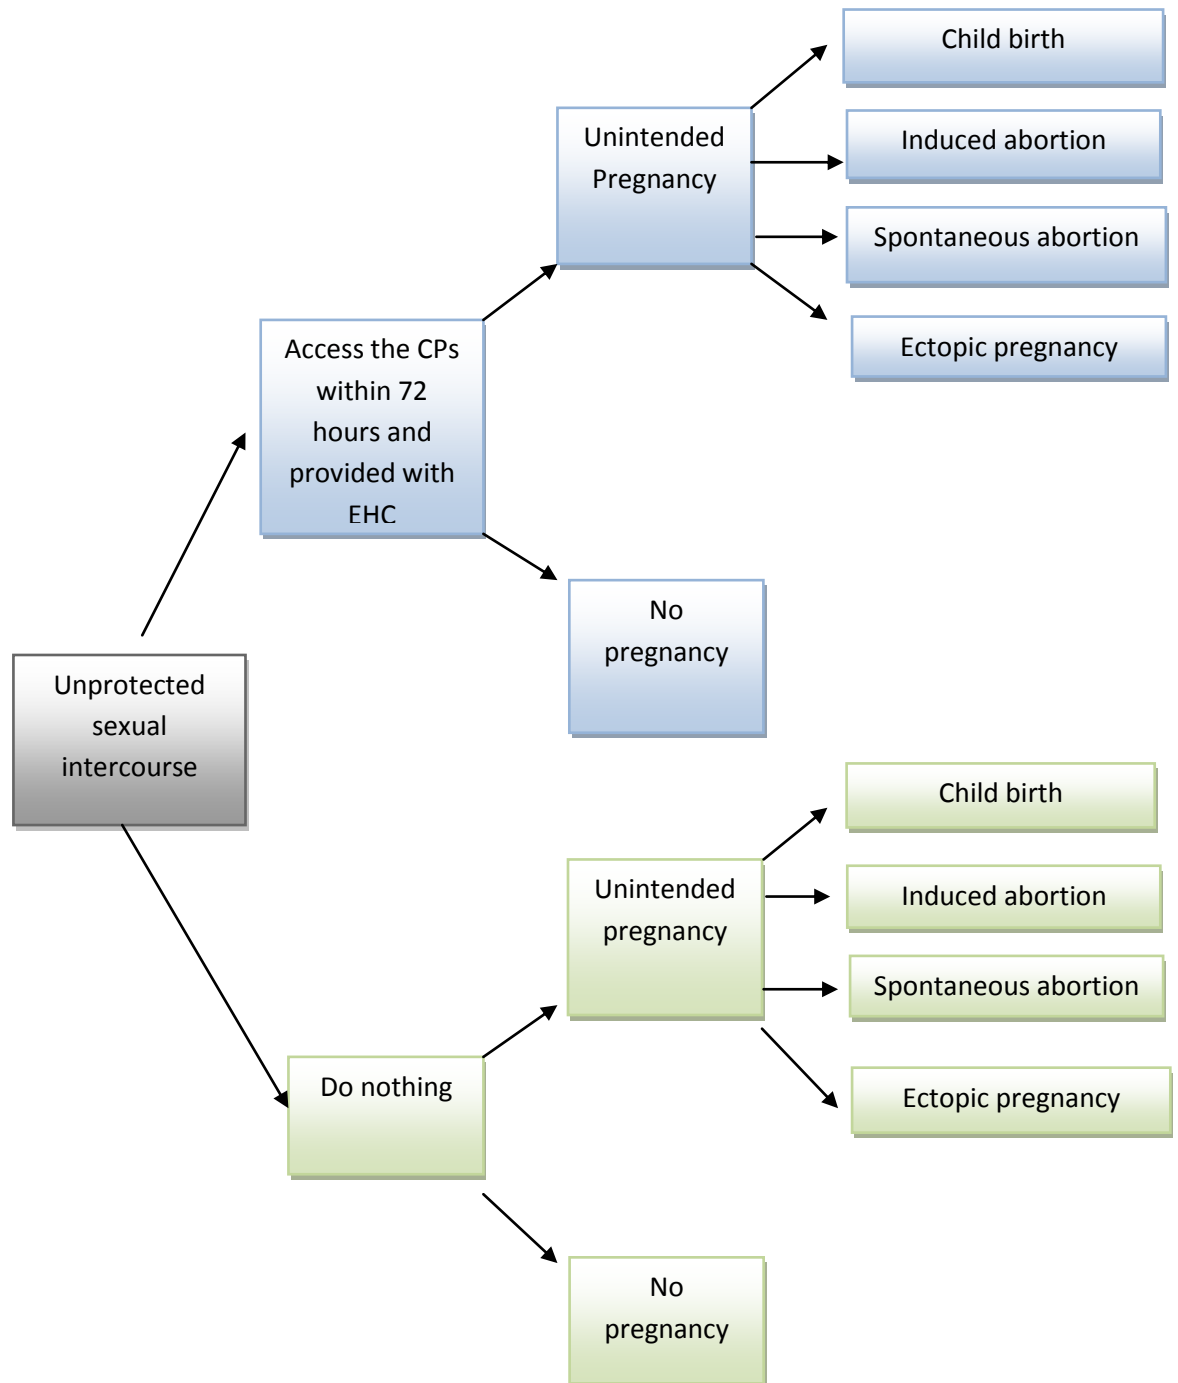 Child birth
Unintended
Pregnancy
Induced abortion
Spontaneous abortion
Ectopic pregnancy
Access the CPs
within 72
hours and
provided with
EHC
No
pregnancy
Unprotected
sexual
intercourse
Child birth
Unintended
pregnancy
Induced abortion
Spontaneous abortion
Ectopic pregnancy
Do nothing
No
pregnancy